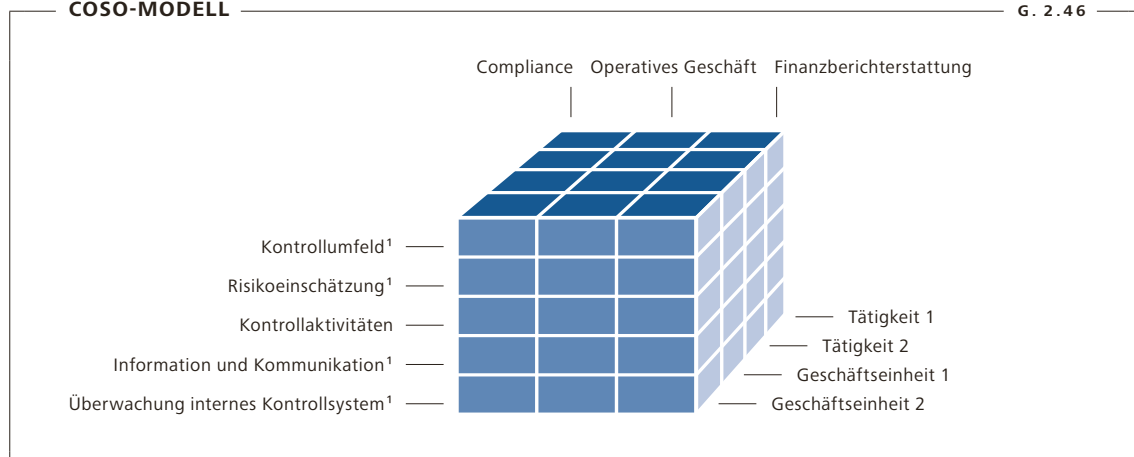 COSO-MODELL
G. 2.46
Compliance Operatives Geschäft Finanzberichterstattung
Kontrollumfeld¹
Risikoeinschätzung¹
Kontrollaktivitäten
Information und Kommunikation¹
Überwachung internes Kontrollsystem¹
Tätigkeit 1
Tätigkeit 2
Geschäftseinheit 1
Geschäftseinheit 2